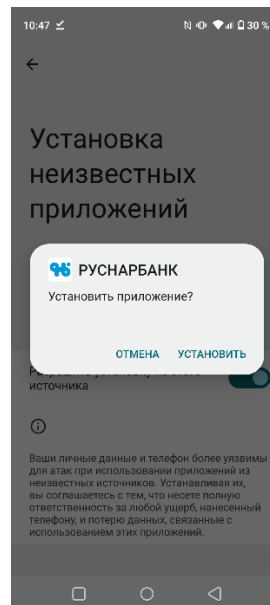 10:47
30 %
Установка
неизвестных
приложений
РУСНАРБАНК
Установить приложение?
ОТМЕНА УСТАНОВИТЬ
источника
Ваши личные данные и телефон более уязвимы
для атак при использовании приложений из
неизвестных источников. Устанавливая их,
вы соглашаетесь с тем, что несете полную
ответственность за любой ущерб, нанесенный
телефону, и потерю данных, связанные с
использованием этих приложений.